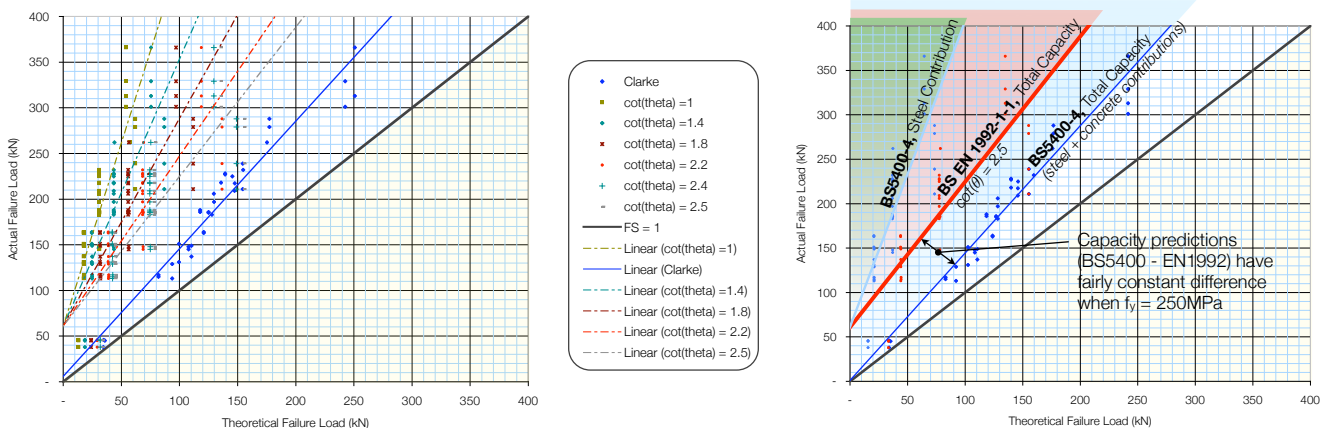 400
350
300
250
200
150
100
50
-
Actual Failure Load (kN)
-
50
100
150
200
250
300
350
400
Theoretical Failure Load (kN)
Clarke
cot(theta) =1
cot(theta) =1.4
cot(theta) = 1.8
cot(theta) = 2.2
cot(theta) = 2.4
cot(theta) = 2.5
FS = 1
Linear (cot(theta) =1)
Linear (Clarke)
Linear (cot(theta) =1.4)
Linear (cot(theta) = 1.8)
Linear (cot(theta) = 2.2)
Linear (cot(theta) = 2.5)
400
350
300
250
200
150
100
50
-
Actual Failure Load (kN)
BS5400-4, Steel Contribution
BS EN 1992-1-1, Total Capacity
cot(θ) = 2.5
BS5400-4, Total Capacity
(steel + concrete contributions)
Capacity predictions
(BS5400 - EN1992) have
fairly constant difference
when fy = 250MPa
-
50
100
150
200
250
300
350
400
Theoretical Failure Load (kN)